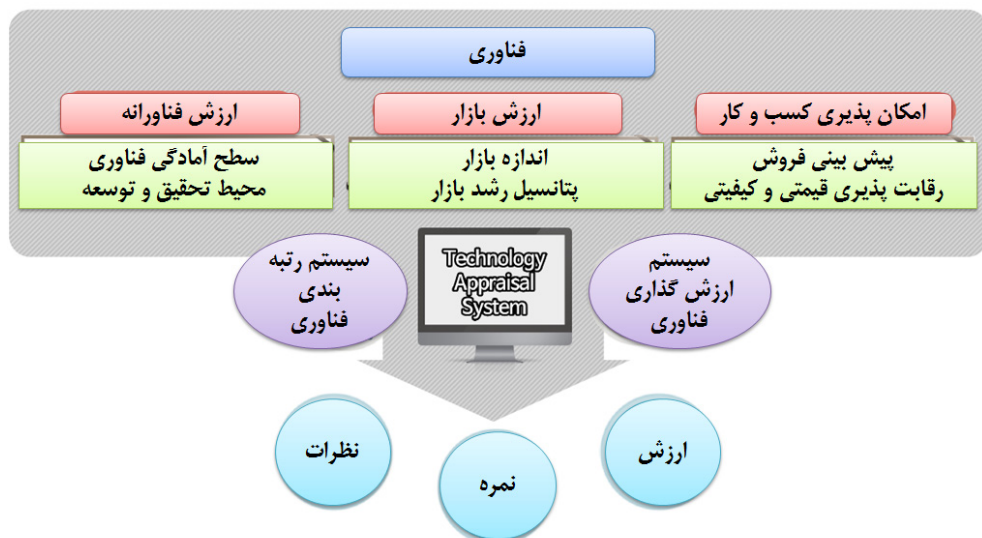 فناوری
امکان پذیری کسب و کار
پیش بینی فروش
رقابت پذیری قیمتی و کیفیتی
ارزش بازار
اندازه بازار
پتانسیل رشد بازار
ارزش فناورانه
سطح آمادگی فناوری
محیط تحقیق و توسعه
سیستم
ارزش گذاری
فناوری
Technology
Appraisal
System
سیستم رتبه
بندی
فناوری
ارزش
نمره
نظرات